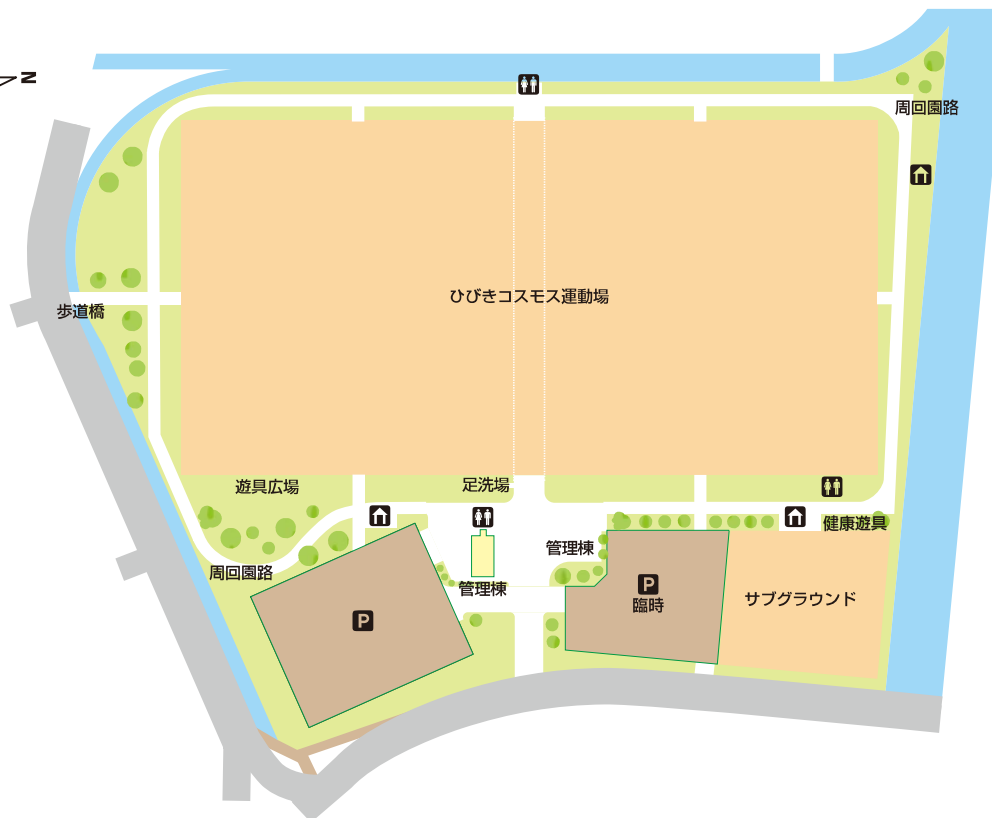 N
周回園路
ひびきコスモス運動場
歩道橋
遊具広場
足洗場
健康遊具
管理棟
周回園路
管理棟
P
臨時
サブグラウンド
P